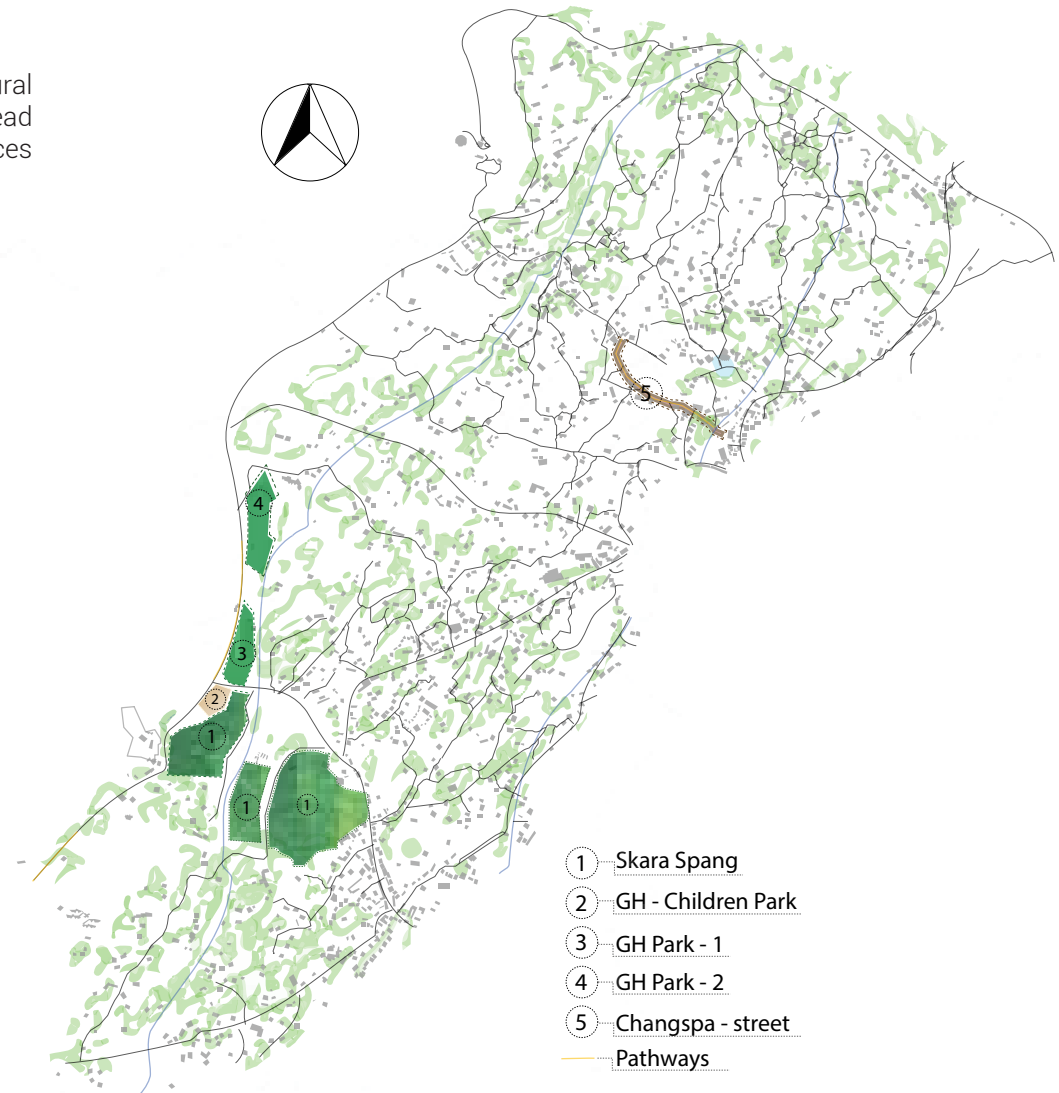 ural
ead
ces
5
4
3
2
1
1
1
1 Skara Spang
2 GH - Children Park
3 GH Park - 1
4 GH Park - 2
5 Changspa - street
Pathways